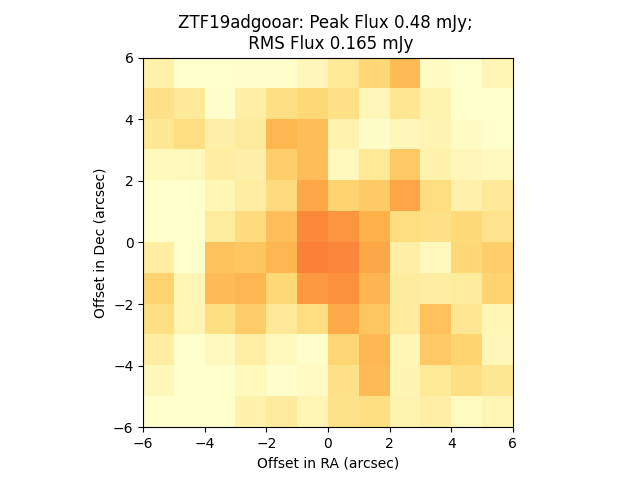 ZTF19adgooar: Peak Flux 0.48 mJy;
RMS Flux 0.165 mJy
6
4
2
0
−2
−4
−6
Offset in Dec (arcsec)
−6 −4 −2 0 2 4 6
Offset in RA (arcsec)